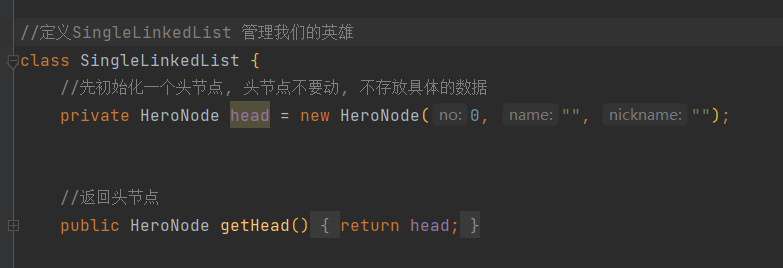 //定义SingleLinkedList 管理我们的英雄
class SingleLinkedList {
//先初始化一个头节点, 头节点不要动, 不存放具体的数据
private HeroNode head = new HeroNode( no: 0, name: "", nickname: "");
//返回头节点
public HeroNode getHead() { return head; }